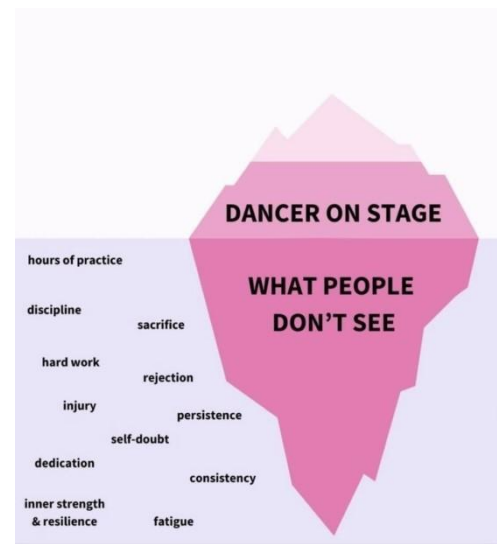 DANCER ON STAGE
WHAT PEOPLE
DON'T SEE
hours of practice
discipline
sacrifice
hard work
rejection
injury
persistence
self-doubt
dedication
consistency
inner strength
& resilience
fatigue